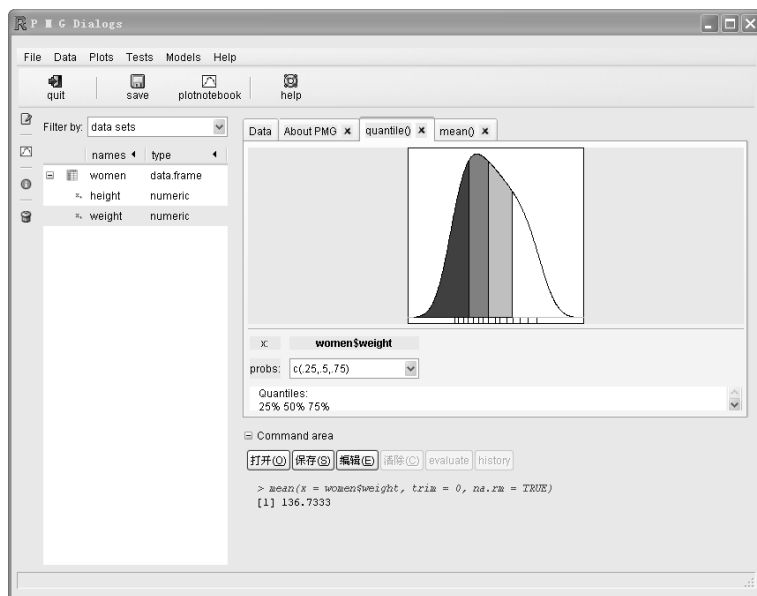 P M G Dialogs
File Data Plots Tests Models Help
quit save plotnotebook help
Filter by: data sets
names type
women data.frame
height numeric
weight numeric
Data About PMG quantile() mean()
x: women$weight
probs: c(.25,.5,.75)
Quantiles:
25% 50% 75%
Command area
打开(O) 保存(S) 编辑(E) 清除(C) evaluate history
> mean(x = women$weight, trim = 0, na.rm = TRUE)
[1] 136.7333